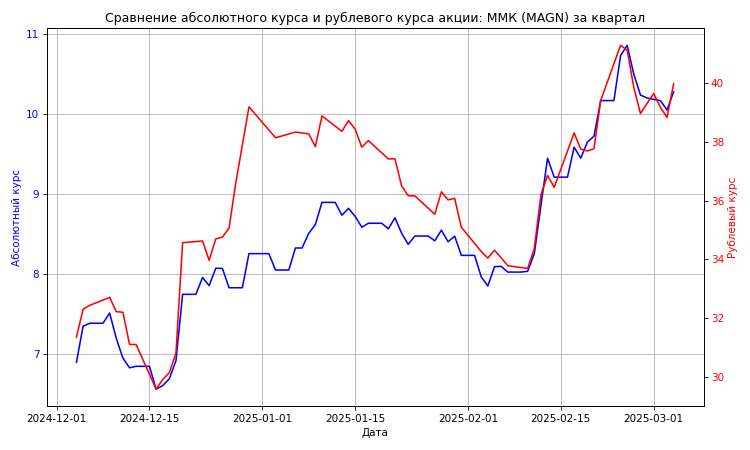 Сравнение абсолютного курса и рублевого курса акции: ММК (MAGN) за квартал
Абсолютный курс
11
10
9
8
7
40
38
36
34
32
30
Рублевый курс
2024-12-01 2024-12-15 2025-01-01 2025-01-15 2025-02-01 2025-02-15 2025-03-01
Дата